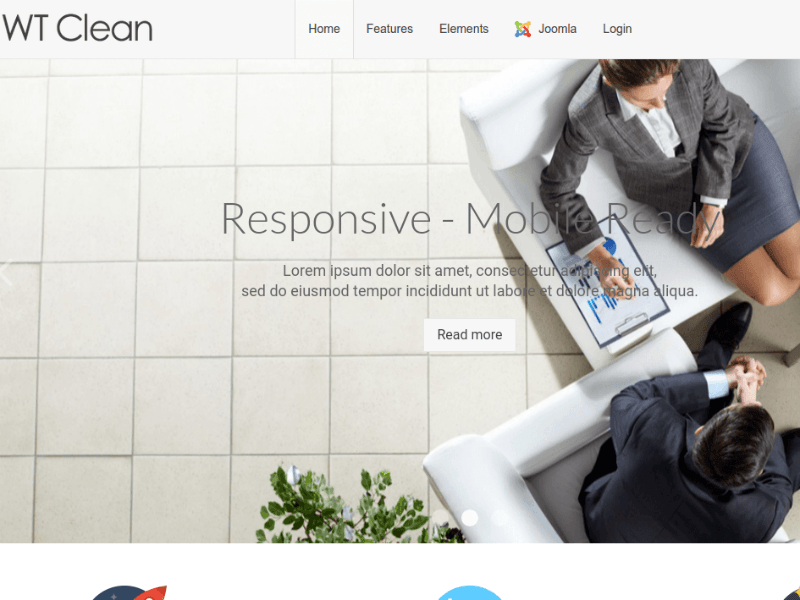 WT Clean
Home
Features
Elements
Joomla
Login
Responsive - Mobile Ready
Lorem ipsum dolor sit amet, consectetur adipiscing elit,
sed do eiusmod tempor incididunt ut labore et dolore magna aliqua.
Read more